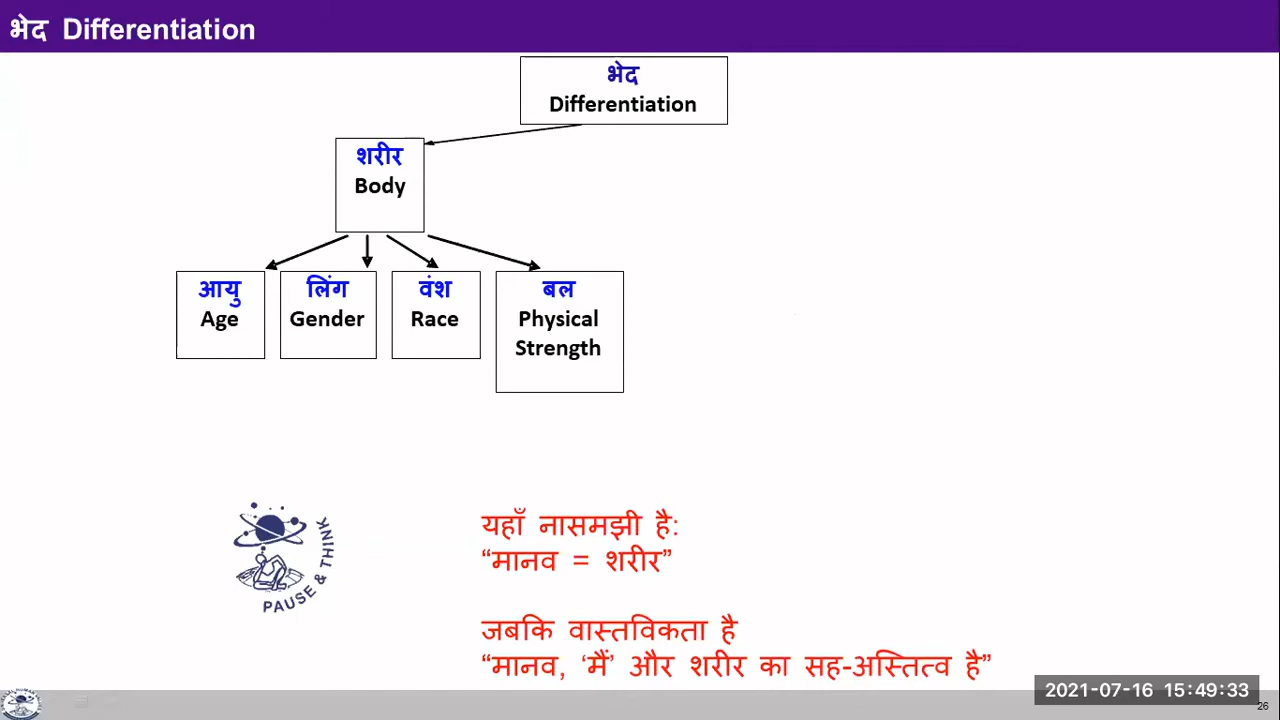 भेद Differentiation
भेद
Differentiation
शरीर
Body
आयु
Age
लिंग
Gender
वंश
Race
बल
Physical
Strength
PAUSE & THINK
यहाँ नासमझी है:
“मानव = शरीर”
जबकि वास्तविकता है
“मानव, ‘मैं’ और शरीर का सह-अस्तित्व है”
2021-07-16 15:49:33
26